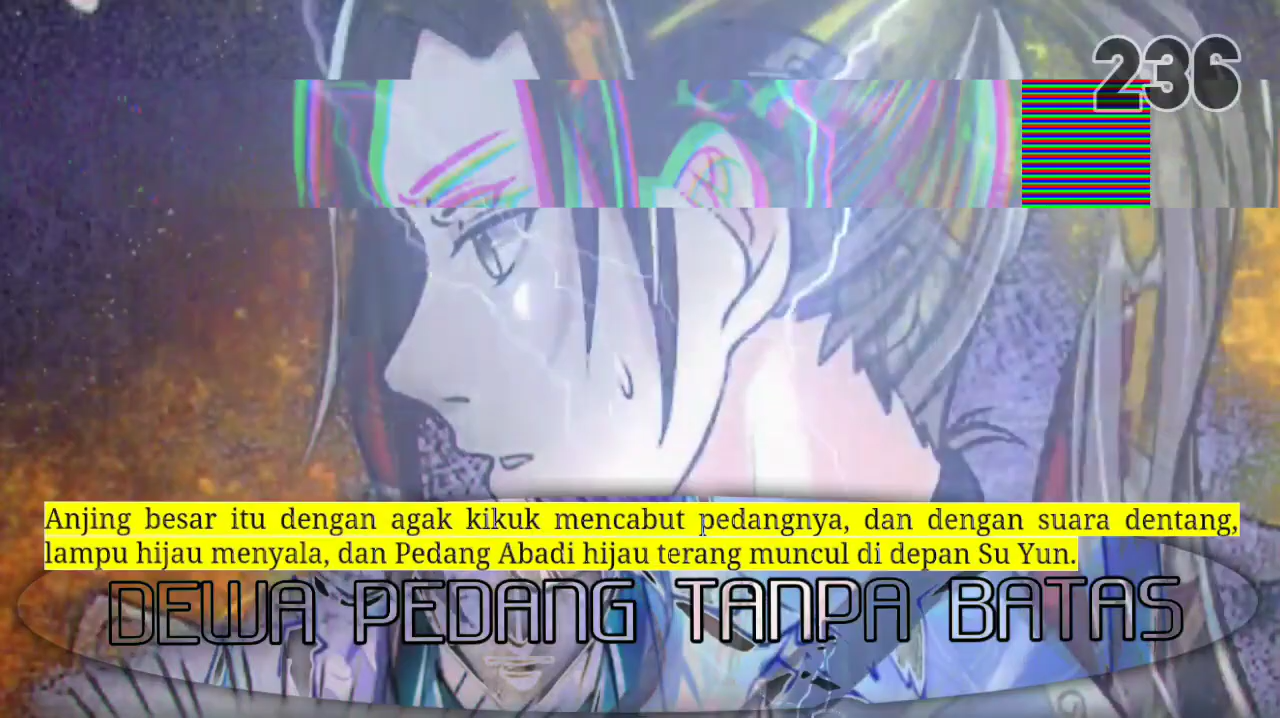 236
Anjing besar itu dengan agak kikuk mencabut pedangnya, dan dengan suara dentang,
lampu hijau menyala, dan Pedang Abadi hijau terang muncul di depan Su Yun.
DEWA PEDANG TANPA BATAS